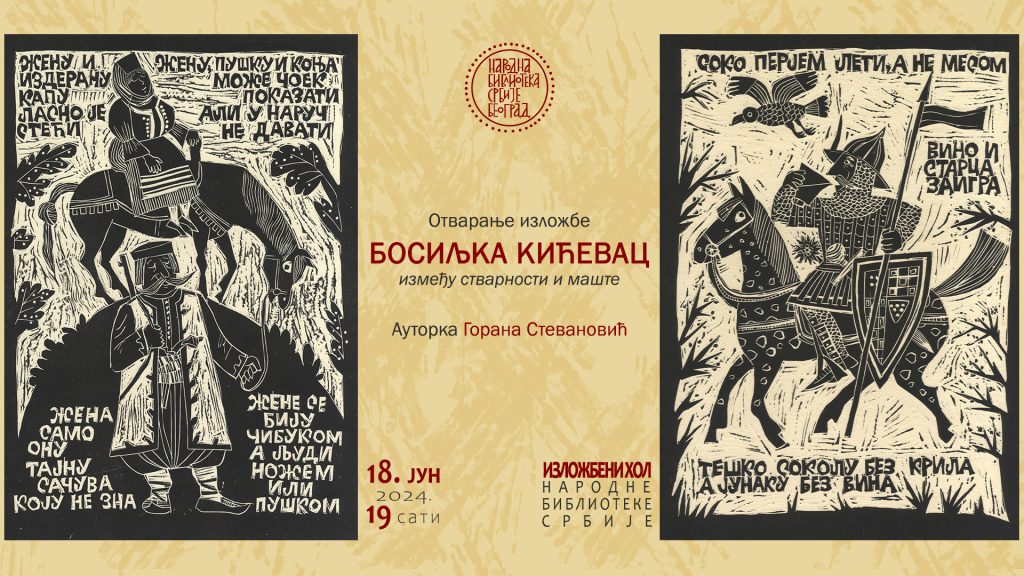 ЖЕНУ И
ИЗДЕРАНУ
КАПУ
ЛАСНО ЈЕ
СТЕЋИ
ЖЕНУ, ПУШКУ И КОЊА
МОЖЕ ЧОЕК
ПОКАЗАТИ
АЛИ У НАРУЧ
НЕ ДАВАТИ
ЖЕНА
САМО
ОНУ
ТАЈНУ
САЧУВА
КОЈУ НЕ ЗНА
ЖЕНЕ СЕ
БИЈУ
ЧИБУКОМ
А ЉУДИ
НОЖЕМ
ИЛИ
ПУШКОМ
НАРОДНА
БИБЛИОТЕКА
СРБИЈЕ
БЕОГРАД
Отварање изложбе
БОСИЉКА КИЋЕВАЦ
између стварности и маште
Ауторка Горана Стевановић
18. ЈУН
2024.
19 сати
ИЗЛОЖБЕНИ ХОЛ
НАРОДНЕ
БИБЛИОТЕКЕ
СРБИЈЕ
СОКО ПЕРЈЕМ ЛЕТИ, А НЕ МЕСОМ
ВИНО И
СТАРЦА
ЗАИГРА
ТЕШКО СОКОЛУ БЕЗ КРИЛА
А ЈУНАКУ БЕЗ ВИНА